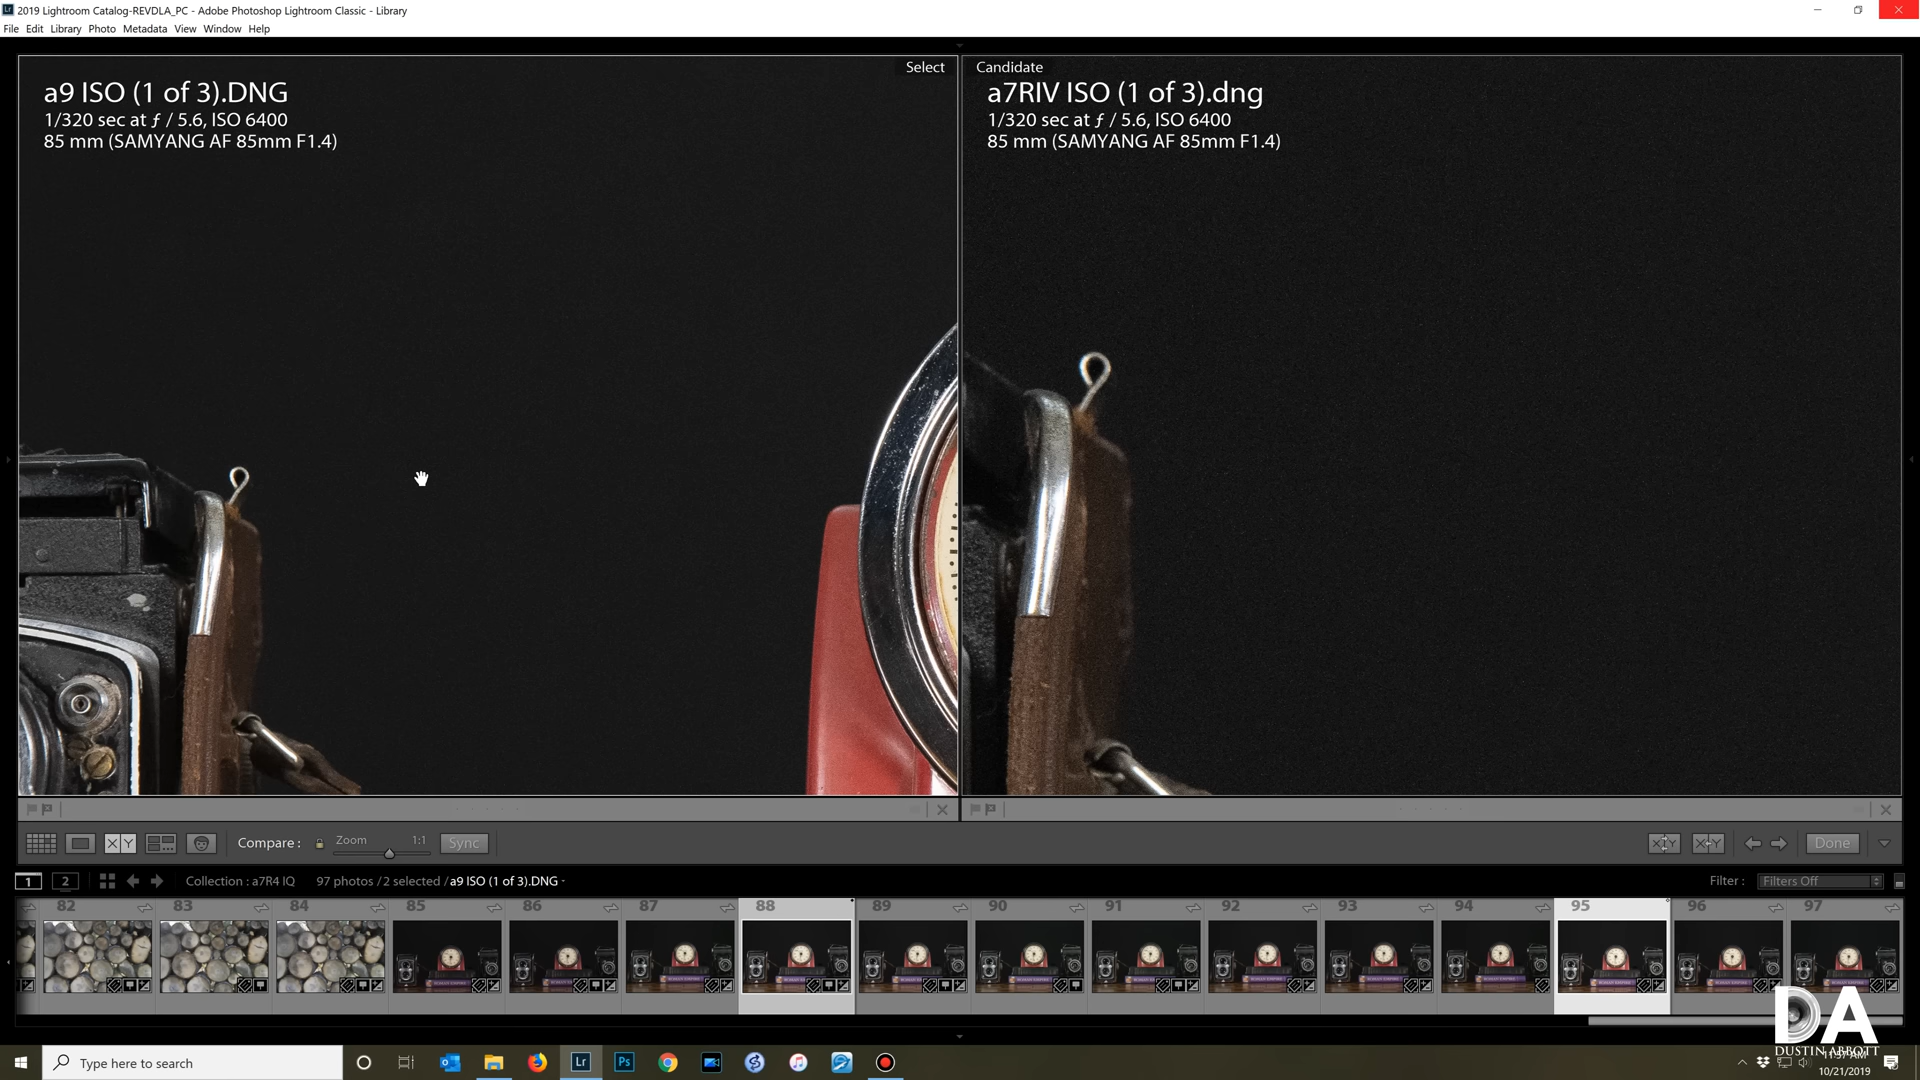 2019 Lightroom Catalog-REVDLA_PC - Adobe Photoshop Lightroom Classic - Library
File Edit Library Photo Metadata View Window Help
Select
a9 ISO (1 of 3).DNG
1/320 sec at ƒ / 5.6, ISO 6400
85 mm (SAMYANG AF 85mm F1.4)
Candidate
a7RIV ISO (1 of 3).dng
1/320 sec at ƒ / 5.6, ISO 6400
85 mm (SAMYANG AF 85mm F1.4)
X Y Compare : Zoom 1:1 Sync Done
1 2 Collection : a7R4 IQ 97 photos / 2 selected / a9 ISO (1 of 3).DNG Filter : Filters Off
82 83 84 85 86 87 88 89 90 91 92 93 94 95 96 97
DA
DUSTIN ABBOTT
Type here to search
Lr Ps
10/21/2019